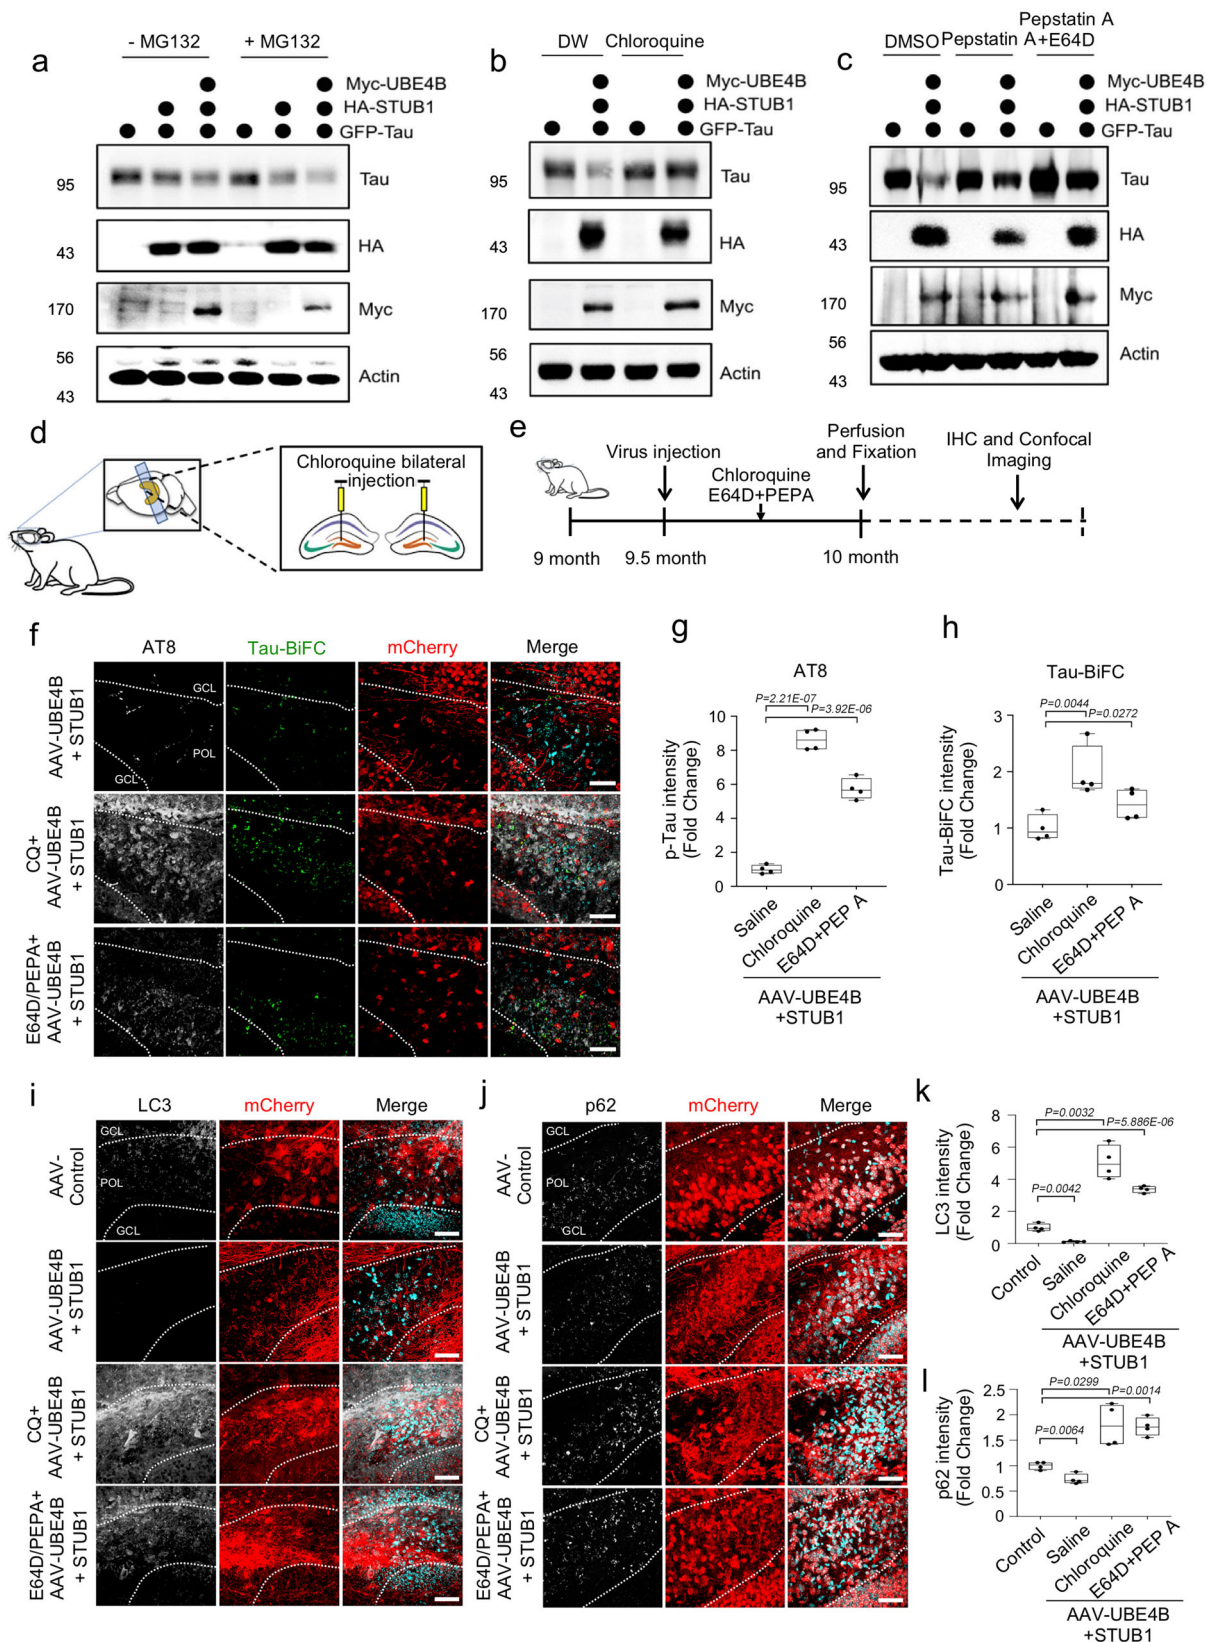 a
- MG132 + MG132
Myc-UBE4B
HA-STUB1
GFP-Tau
95 Tau
43 HA
170 Myc
56
43 Actin
b
DW Chloroquine
Myc-UBE4B
HA-STUB1
GFP-Tau
95 Tau
43 HA
170 Myc
56
43 Actin
c
Pepstatin A
DMSO Pepstatin A +E64D
Myc-UBE4B
HA-STUB1
GFP-Tau
95 Tau
43 HA
170 Myc
56
43 Actin
d
Chloroquine bilateral
injection
e
Virus injection
Chloroquine
E64D+PEPA
Perfusion
and Fixation
IHC and Confocal
Imaging
9 month 9.5 month 10 month
f
AT8 Tau-BiFC mCherry Merge
AAV-UBE4B
+ STUB1
GCL
POL
GCL
CQ+
AAV-UBE4B
+ STUB1
E64D/PEPA+
AAV-UBE4B
+ STUB1
g
AT8
P=2.21E-07
P=3.92E-06
p-Tau intensity
(Fold Change)
10
8
6
4
2
0
Saline
Chloroquine
E64D+PEP A
AAV-UBE4B
+STUB1
h
Tau-BiFC
P=0.0044
P=0.0272
Tau-BiFC intensity
(Fold Change)
3
2
1
0
Saline
Chloroquine
E64D+PEP A
AAV-UBE4B
+STUB1
i
LC3 mCherry Merge
AAV-
Control
GCL
POL
GCL
AAV-UBE4B
+ STUB1
CQ+
AAV-UBE4B
+ STUB1
E64D/PEPA+
AAV-UBE4B
+ STUB1
j
p62 mCherry Merge
AAV-
Control
GCL
POL
GCL
AAV-UBE4B
+ STUB1
CQ+
AAV-UBE4B
+ STUB1
E64D/PEPA+
AAV-UBE4B
+ STUB1
k
P=0.0032
P=5.886E-06
P=0.0042
LC3 intensity
(Fold Change)
8
6
4
2
0
Control
Saline
Chloroquine
E64D+PEP A
AAV-UBE4B
+STUB1
l
P=0.0299
P=0.0014
P=0.0064
p62 intensity
(Fold Change)
2.5
2
1.5
1
0.5
0
Control
Saline
Chloroquine
E64D+PEP A
AAV-UBE4B
+STUB1